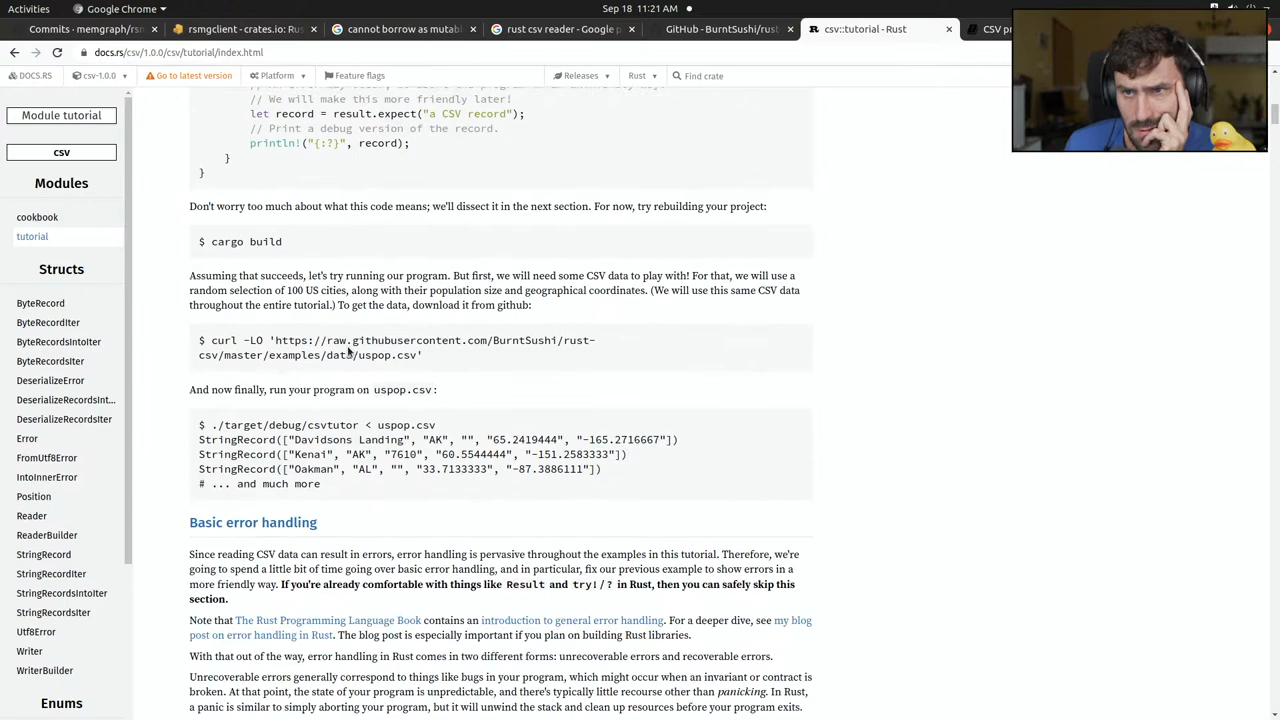 Activities
Google Chrome
Sep 18 11:21 AM
Commits · memgraph/rsm
rsmgclient - crates.io: Rus
cannot borrow as mutabl
rust csv reader - Google p
GitHub - BurntSushi/rust
csv::tutorial - Rust
CSV pr
docs.rs/csv/1.0.0/csv/tutorial/index.html
DOCS.RS
csv-1.0.0
Go to latest version
Platform
Feature flags
Releases
Rust
Find crate
Module tutorial
csv
Modules
cookbook
tutorial
Structs
ByteRecord
ByteRecordIter
ByteRecordsIntoIter
ByteRecordsIter
DeserializeError
DeserializeRecordsInt...
DeserializeRecordsIter
Error
FromUtf8Error
IntoInnerError
Position
Reader
ReaderBuilder
StringRecord
StringRecordIter
StringRecordsIntoIter
StringRecordsIter
Utf8Error
Writer
WriterBuilder
Enums
// We will make this more friendly later!
let record = result.expect("a CSV record");
// Print a debug version of the record.
println!("{:?}", record);
}
}
Don't worry too much about what this code means; we'll dissect it in the next section. For now, try rebuilding your project:
$ cargo build
Assuming that succeeds, let's try running our program. But first, we will need some CSV data to play with! For that, we will use a
random selection of 100 US cities, along with their population size and geographical coordinates. (We will use this same CSV data
throughout the entire tutorial.) To get the data, download it from github:
$ curl -LO 'https://raw.githubusercontent.com/BurntSushi/rust-
csv/master/examples/data/uspop.csv'
And now finally, run your program on uspop.csv:
$ ./target/debug/csvtutor < uspop.csv
StringRecord(["Davidsons Landing", "AK", "", "65.2419444", "-165.2716667"])
StringRecord(["Kenai", "AK", "7610", "60.5544444", "-151.2583333"])
StringRecord(["Oakman", "AL", "", "33.7133333", "-87.3886111"])
# ... and much more
Basic error handling
Since reading CSV data can result in errors, error handling is pervasive throughout the examples in this tutorial. Therefore, we're
going to spend a little bit of time going over basic error handling, and in particular, fix our previous example to show errors in a
more friendly way. If you're already comfortable with things like Result and try!/? in Rust, then you can safely skip this
section.
Note that The Rust Programming Language Book contains an introduction to general error handling. For a deeper dive, see my blog
post on error handling in Rust. The blog post is especially important if you plan on building Rust libraries.
With that out of the way, error handling in Rust comes in two different forms: unrecoverable errors and recoverable errors.
Unrecoverable errors generally correspond to things like bugs in your program, which might occur when an invariant or contract is
broken. At that point, the state of your program is unpredictable, and there's typically little recourse other than panicking. In Rust,
a panic is similar to simply aborting your program, but it will unwind the stack and clean up resources before your program exits.